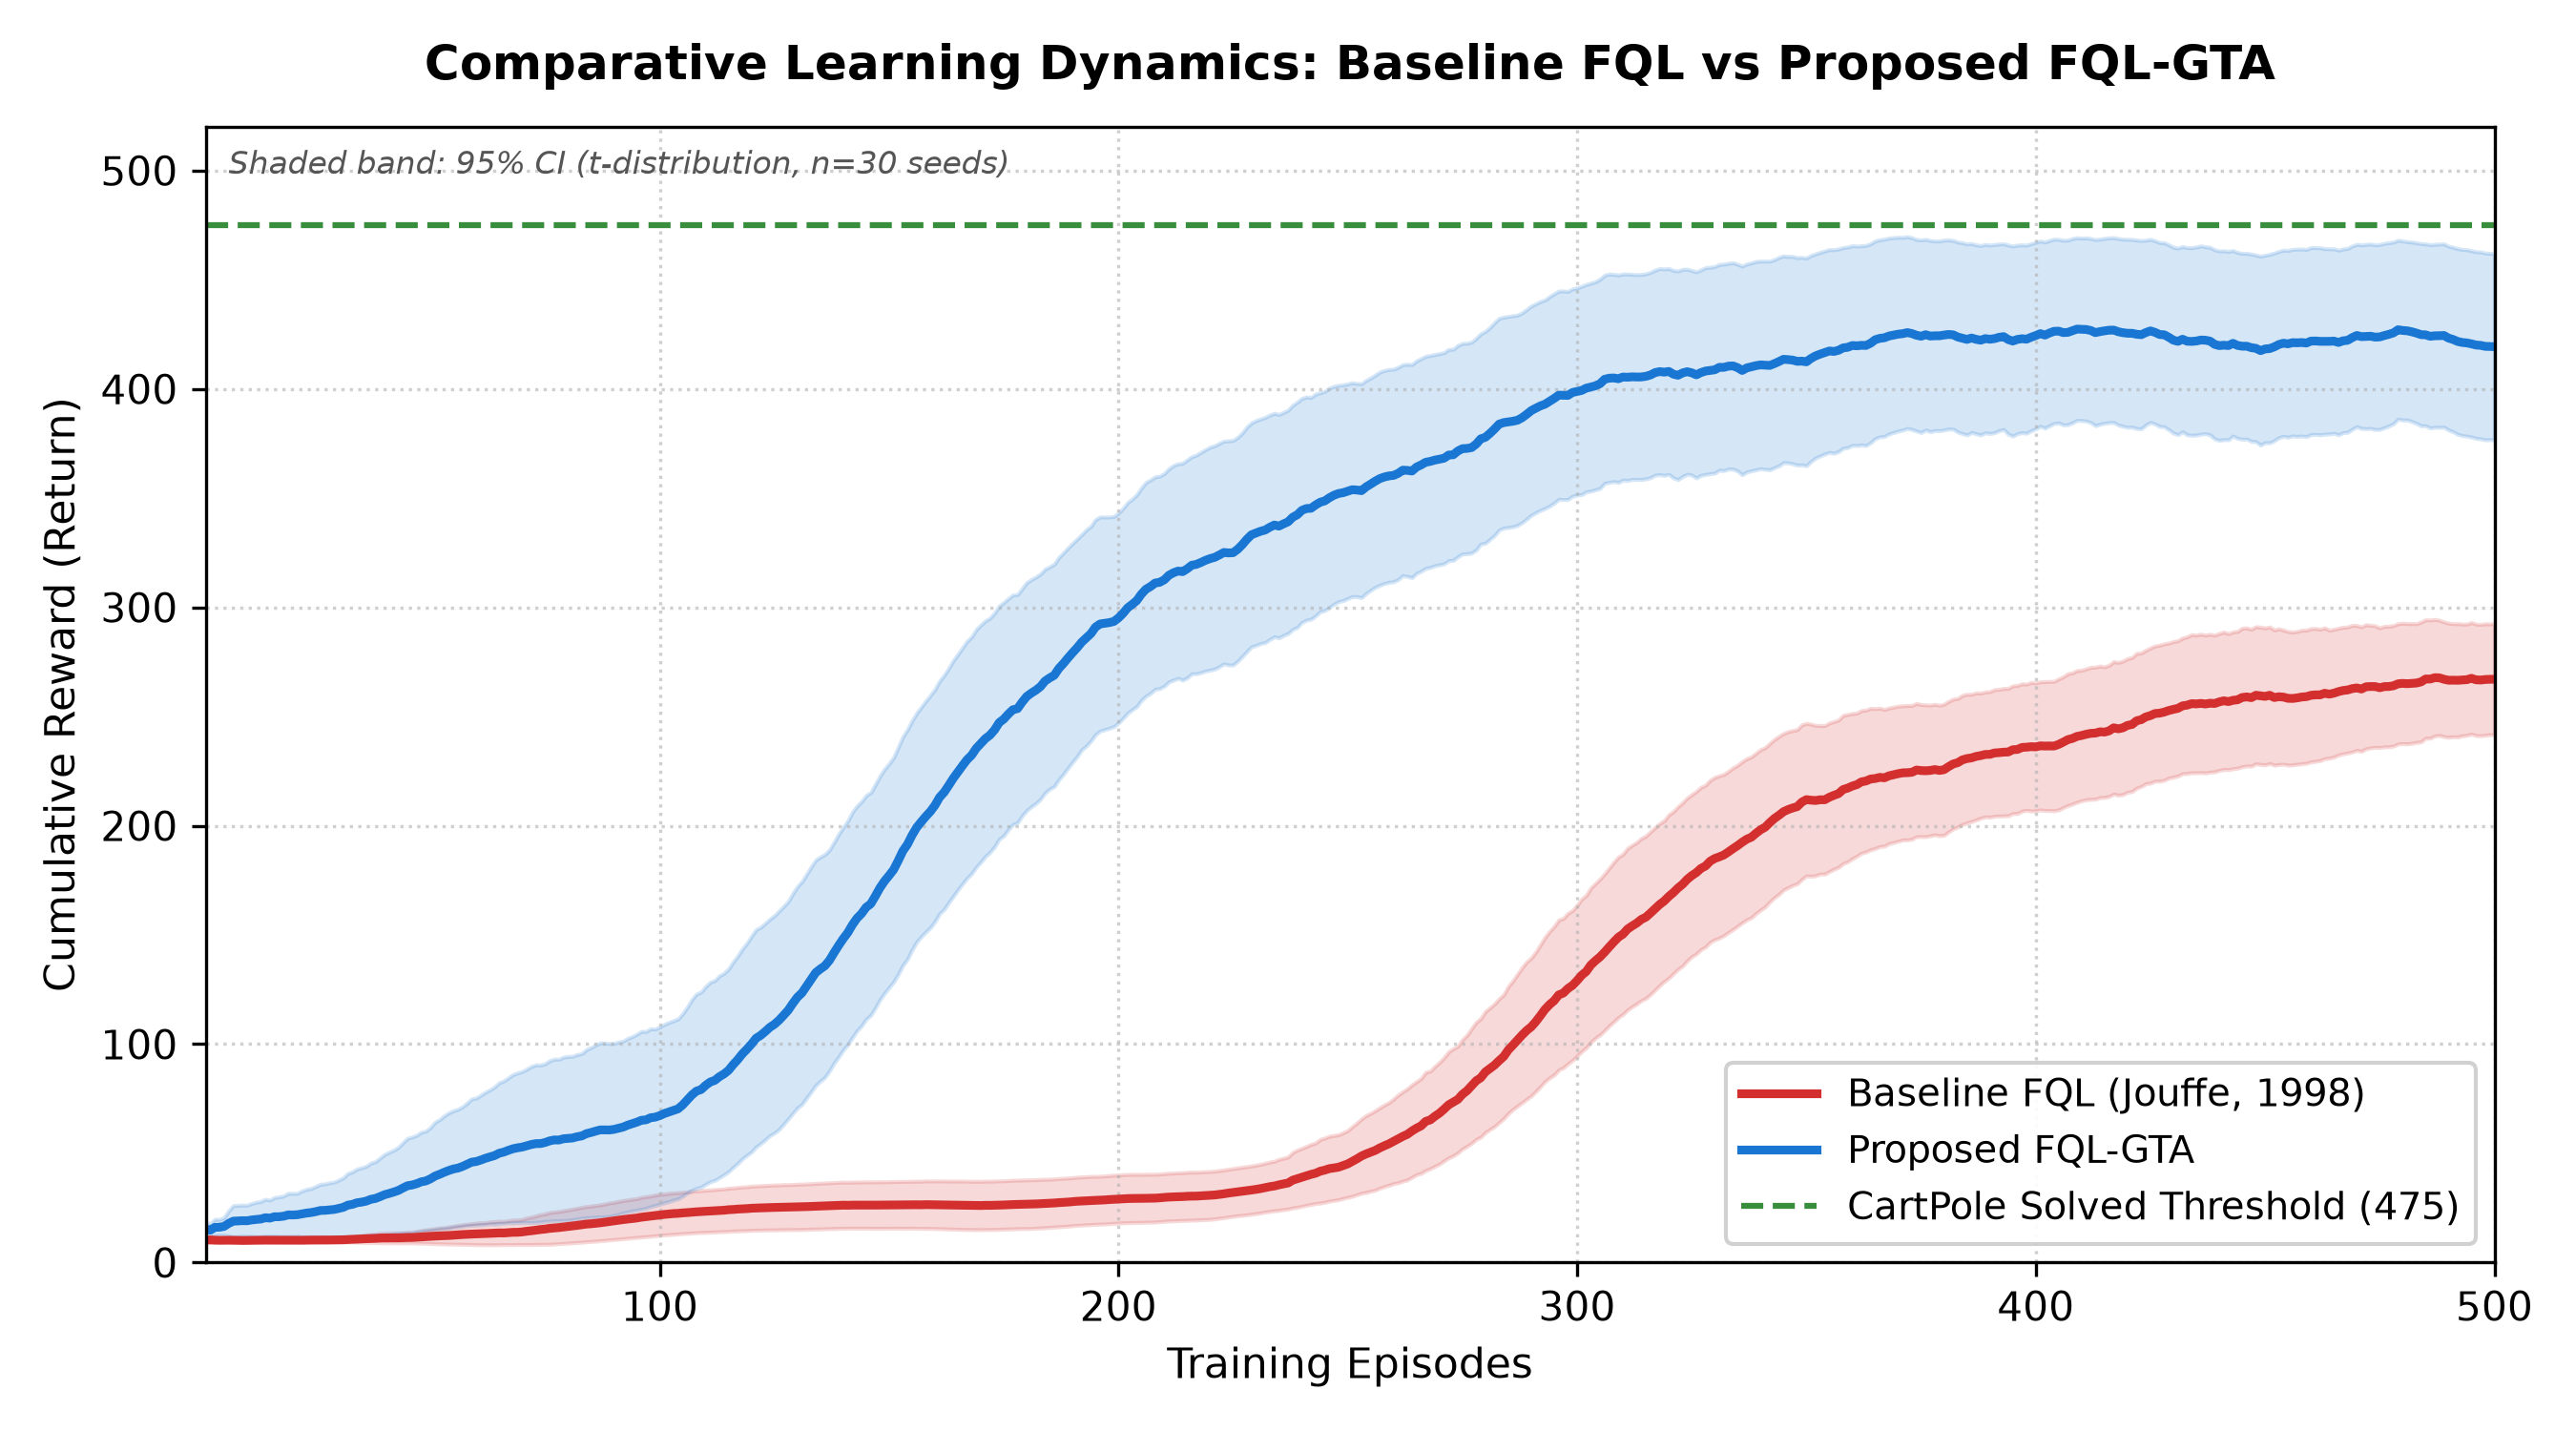 Comparative Learning Dynamics: Baseline FQL vs Proposed FQL-GTA
Shaded band: 95% CI (t-distribution, n=30 seeds)
Cumulative Reward (Return)
500
400
300
200
100
0
100
200
300
400
500
Training Episodes
Baseline FQL (Jouffe, 1998)
Proposed FQL-GTA
CartPole Solved Threshold (475)